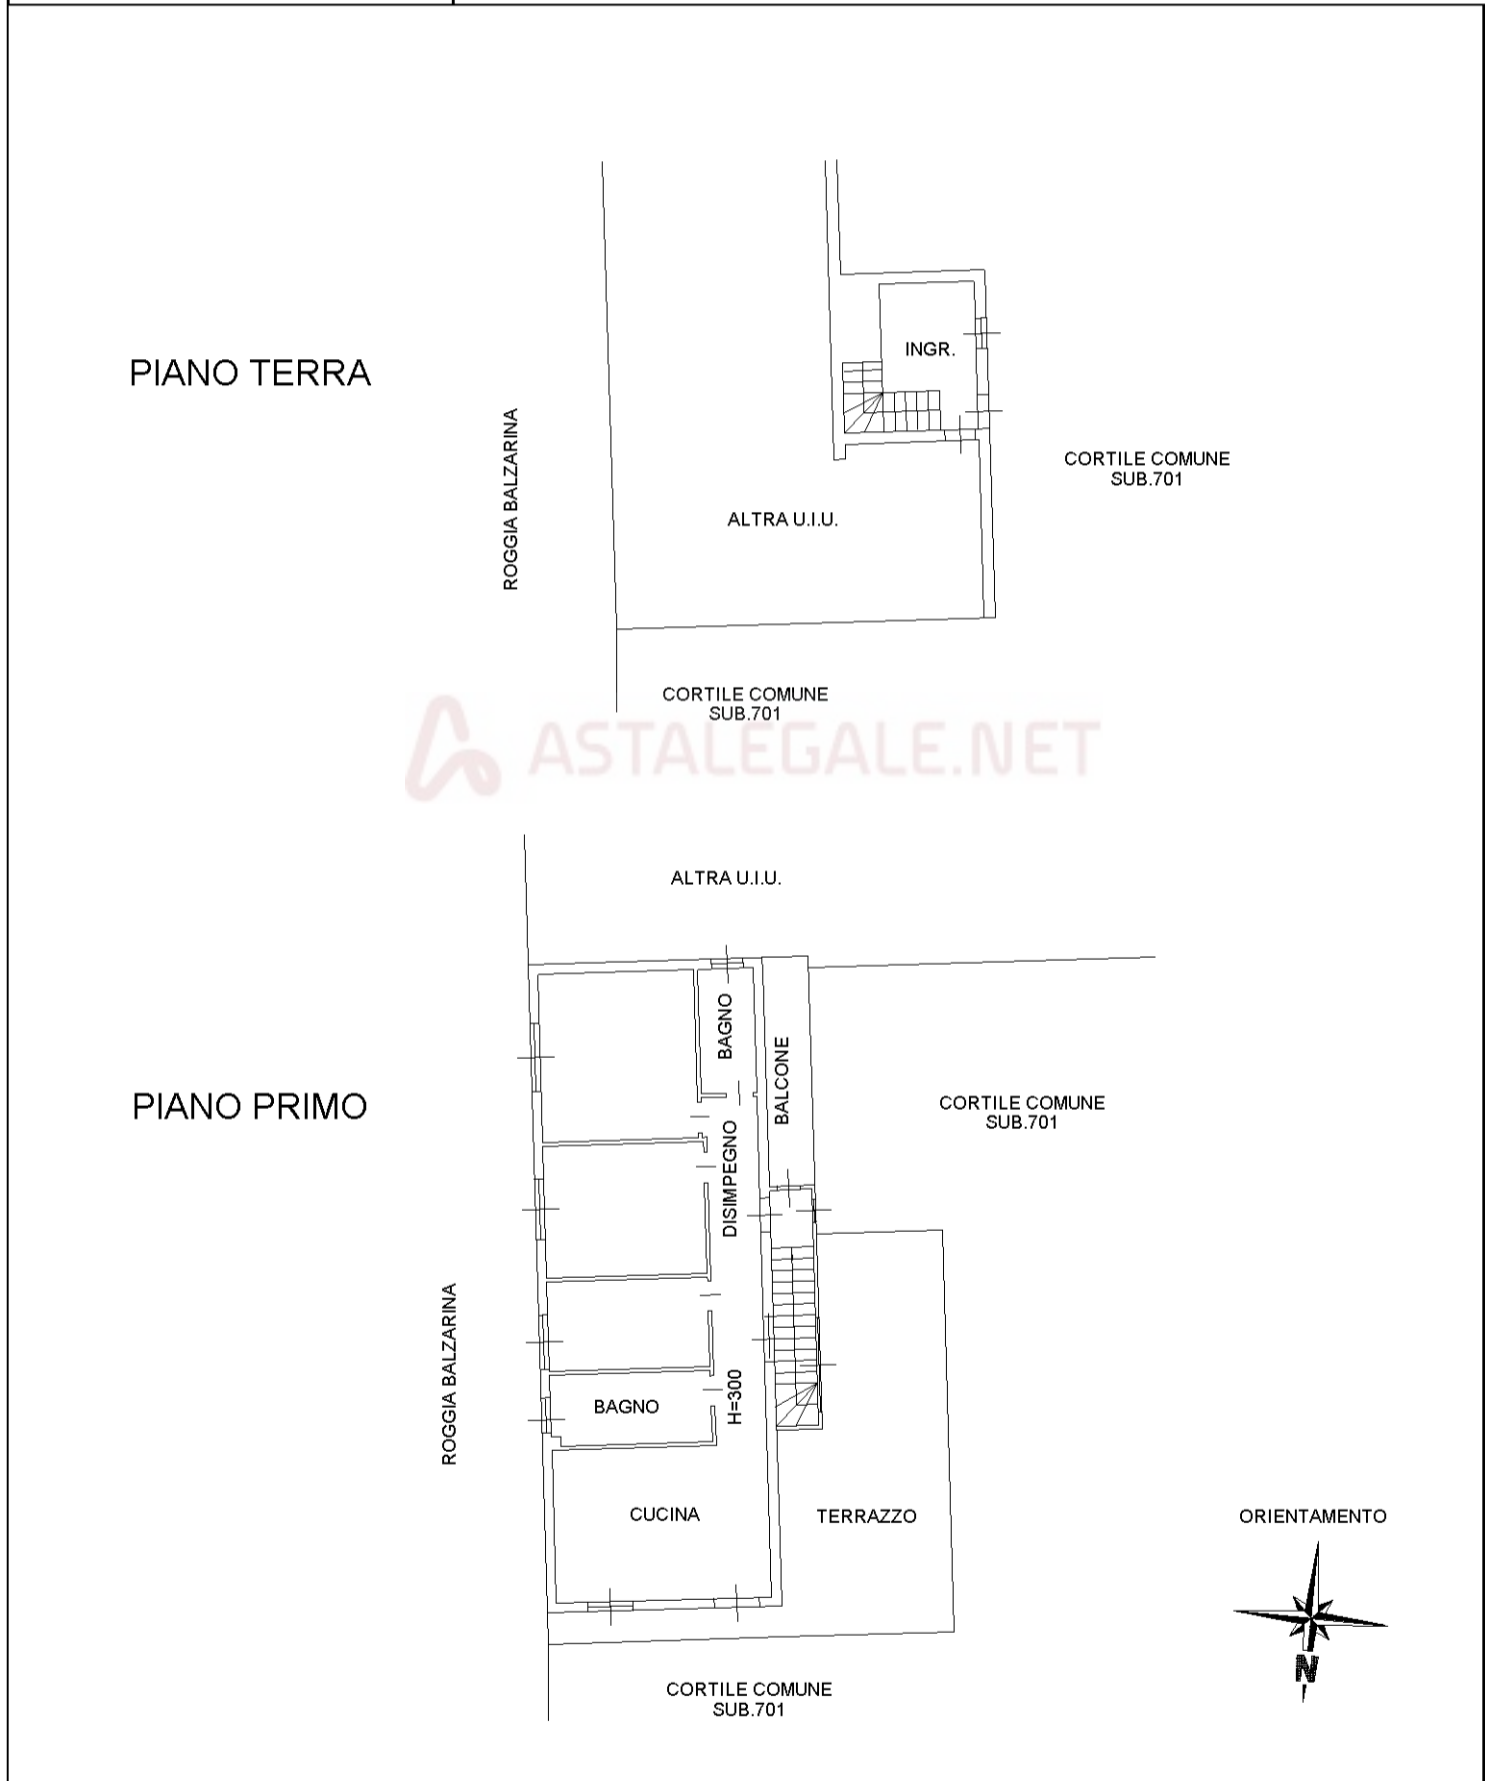 PIANO TERRA
INGR.
ROGGIA BALZARINA
CORTILE COMUNE
SUB.701
ALTRA U.I.U.
CORTILE COMUNE
SUB.701
ASTALEGALE.NET
ALTRA U.I.U.
PIANO PRIMO
BAGNO
BALCONE
DISIMPEGNO
CORTILE COMUNE
SUB.701
ROGGIA BALZARINA
BAGNO
H=300
CUCINA
TERRAZZO
ORIENTAMENTO
N
CORTILE COMUNE
SUB.701